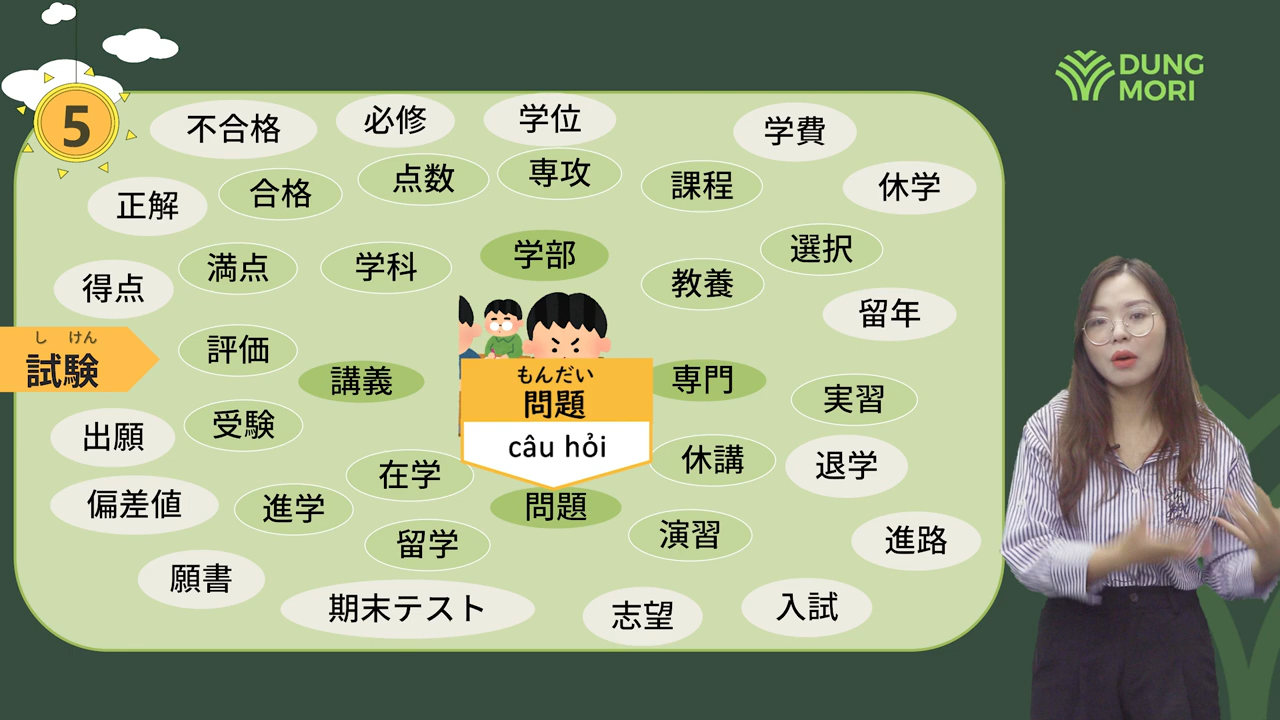 DUNG
MORI
5
不合格
必修
学位
学費
正解
合格
点数
専攻
課程
休学
得点
満点
学科
学部
教養
選択
留年
し けん
試験
評価
講義
もんだい
問題
câu hỏi
専門
実習
出願
受験
在学
休講
退学
偏差値
進学
留学
問題
演習
進路
願書
期末テスト
志望
入試